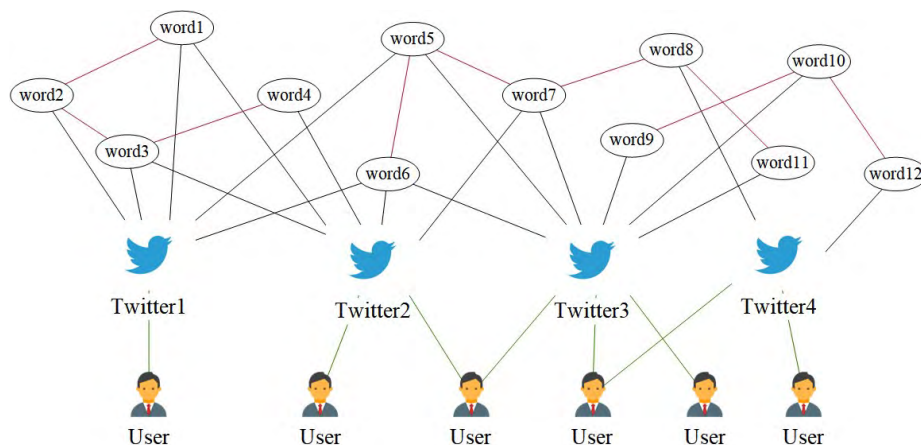 word1
word5
word8
word10
word2
word4
word7
word3
word9
word11
word6
word12
Twitter1
Twitter2
Twitter3
Twitter4
User
User
User
User
User
User